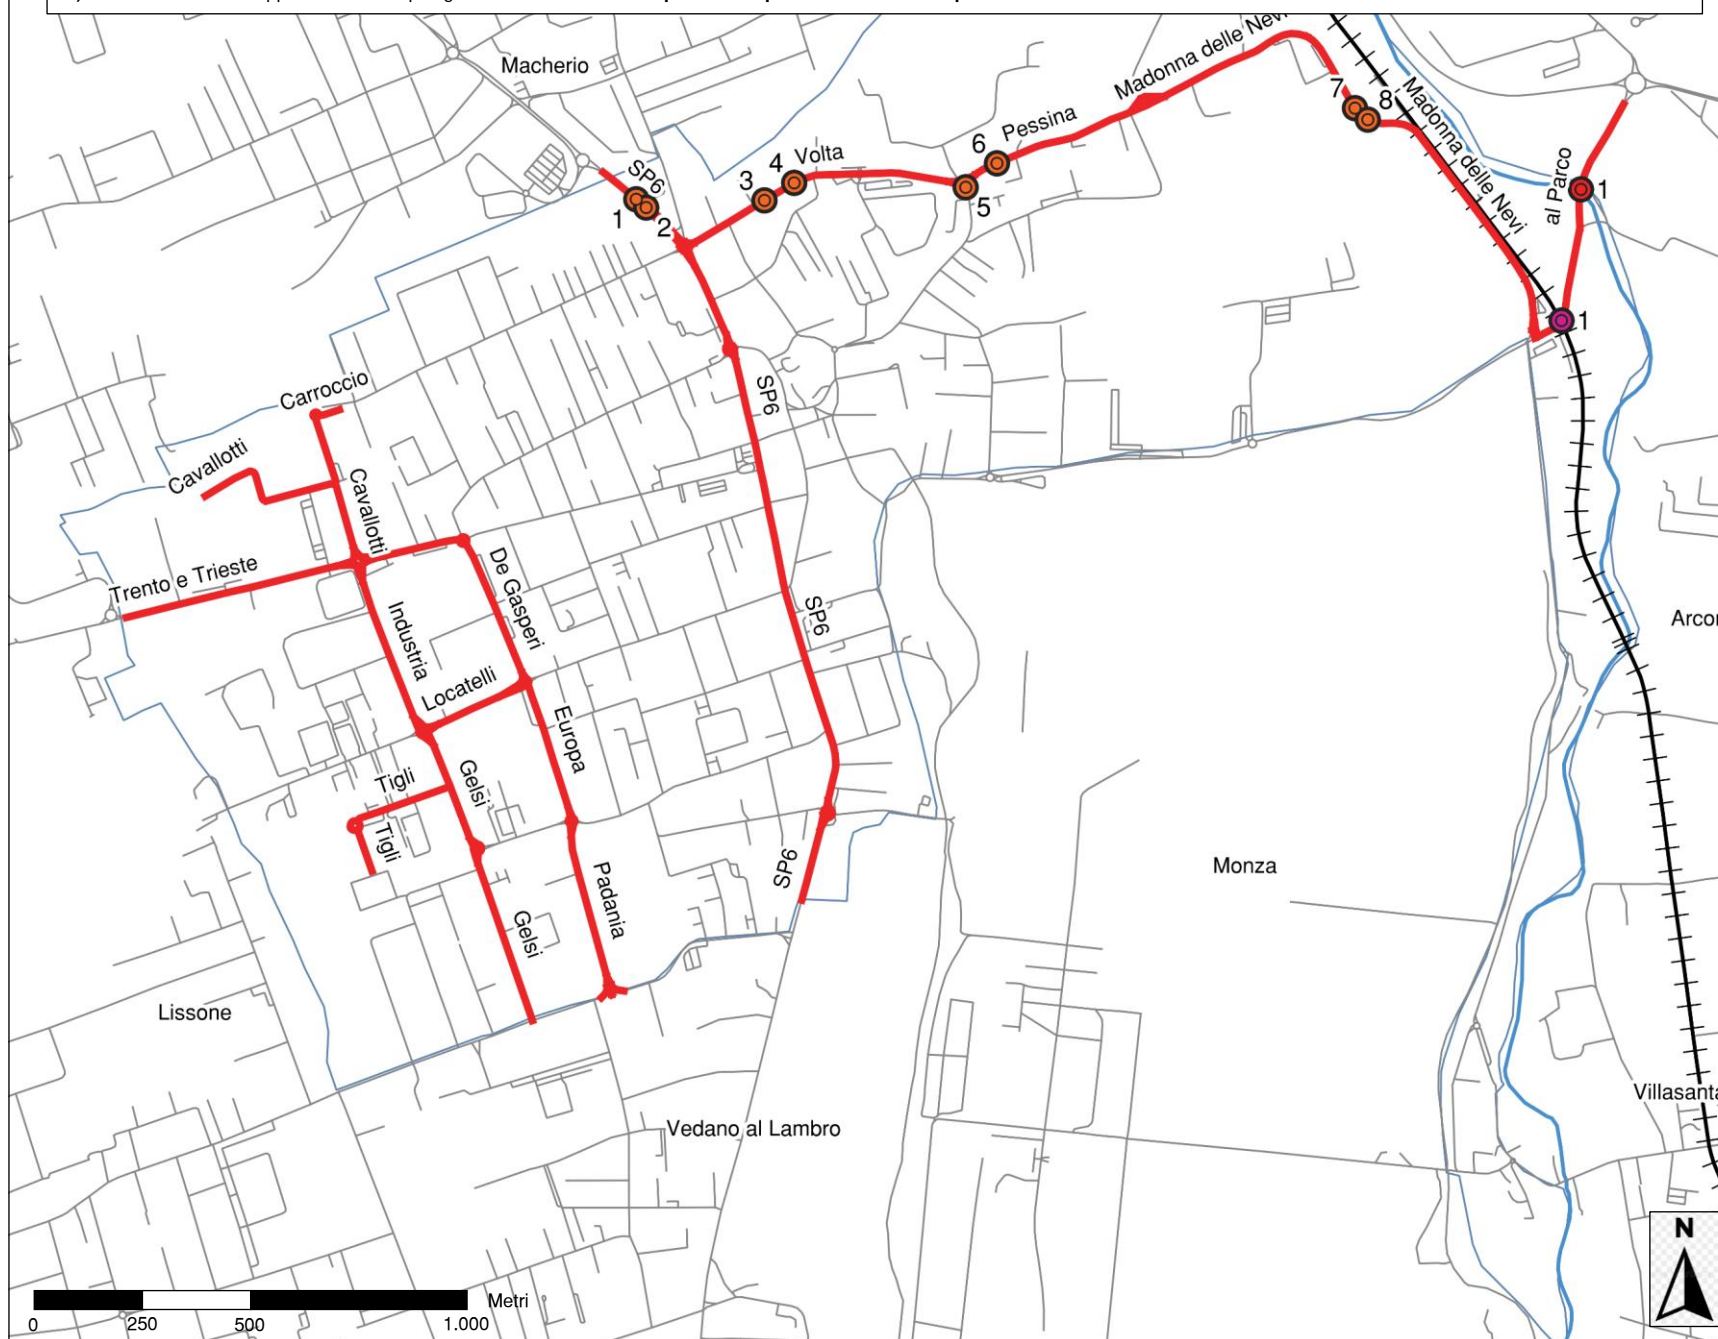 Macherio
Madonna delle Nevi
7
8
Madonna delle Nevi
SP6
1
2
3
4
Volta
5
6
Pessina
al Parco
1
1
Carroccio
SP6
Cavallotti
Cavallotti
Trento e Trieste
De Gasperi
Industria
SP6
Arcor
Locatelli
Europa
Tigli
Gelsi
Tigli
SP6
Monza
Padania
Gelsi
Lissone
Villasanta
Vedano al Lambro
N
Metri
0
250
500
1.000